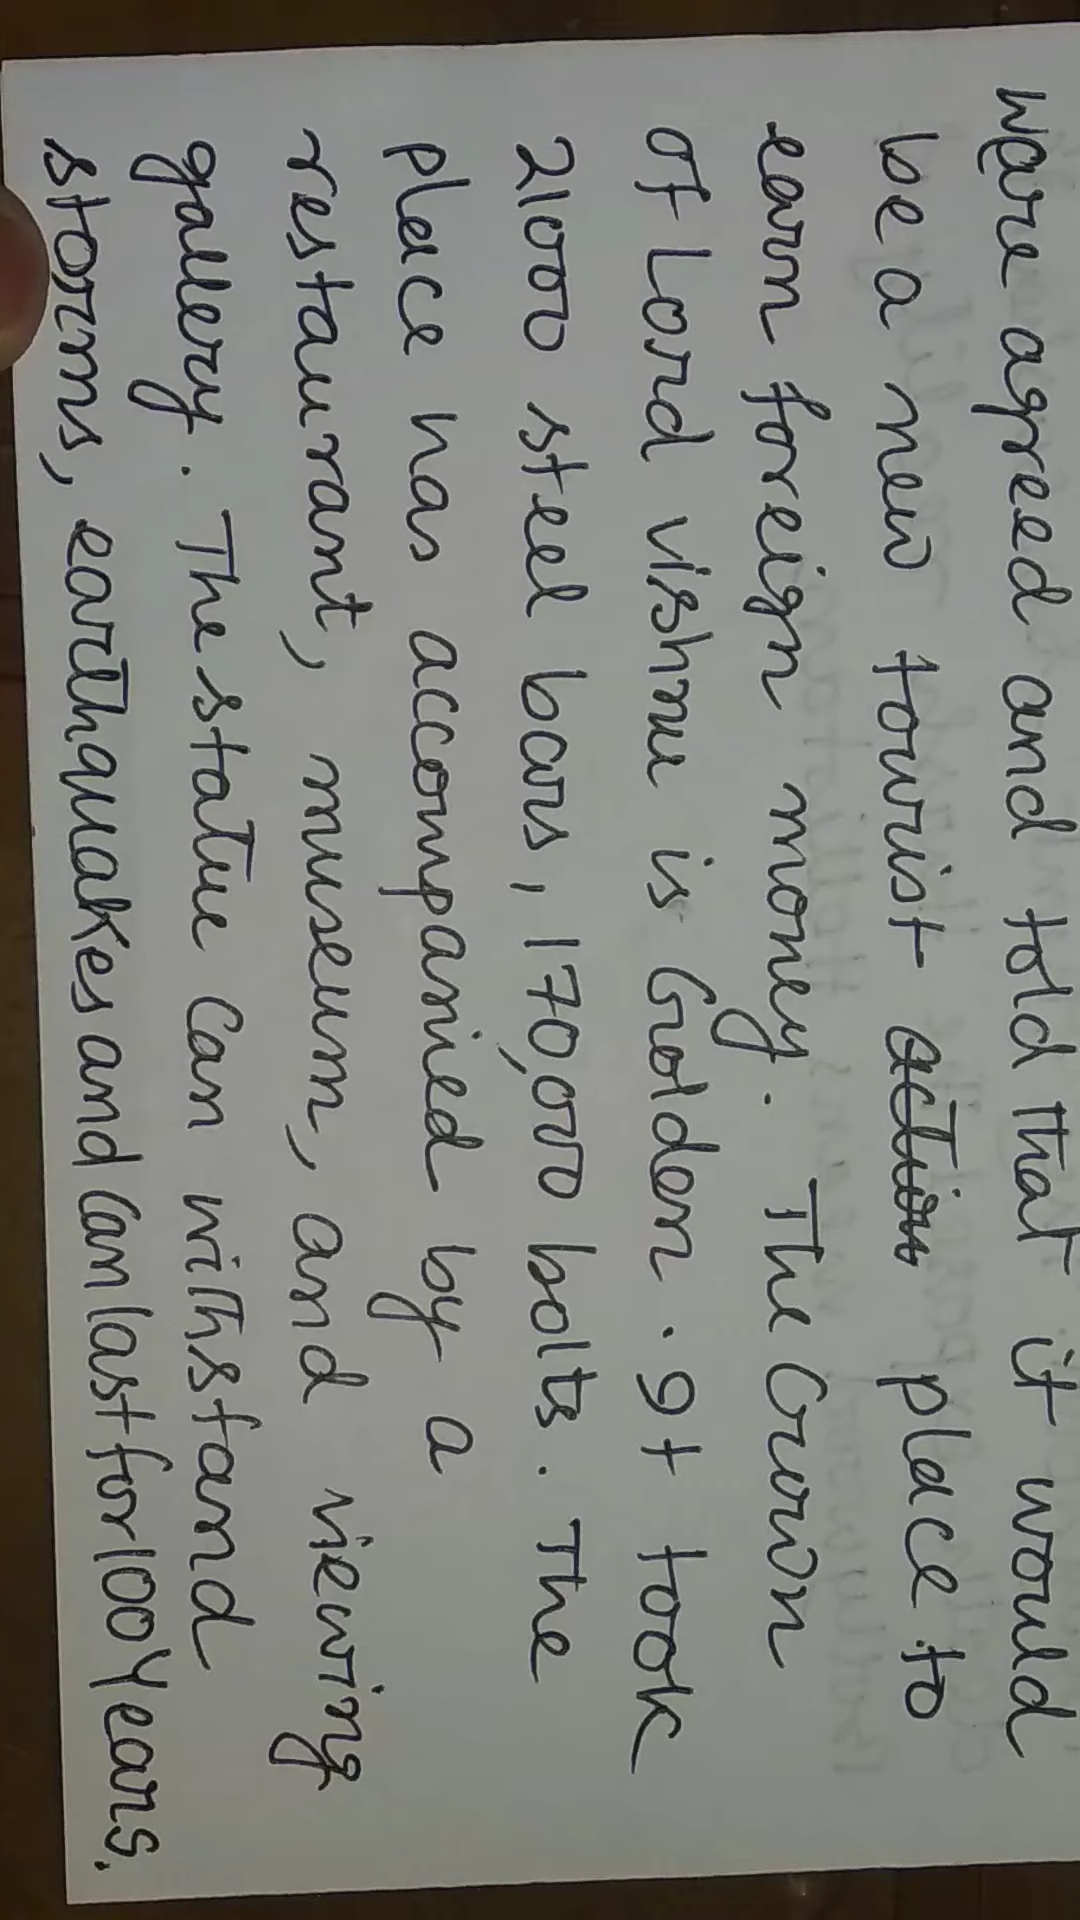 ware agreed and told that it would
be a new tourist action place to
earn foreign money. The Crown
of Lord vishnu is Golden. It took
21000 steel bars, 170,000 bolts. The
place has accompanied by a
restaurant, museum, and viewing
gallery. The statue can withstand
storms, earthquakes and can last for 100 years.